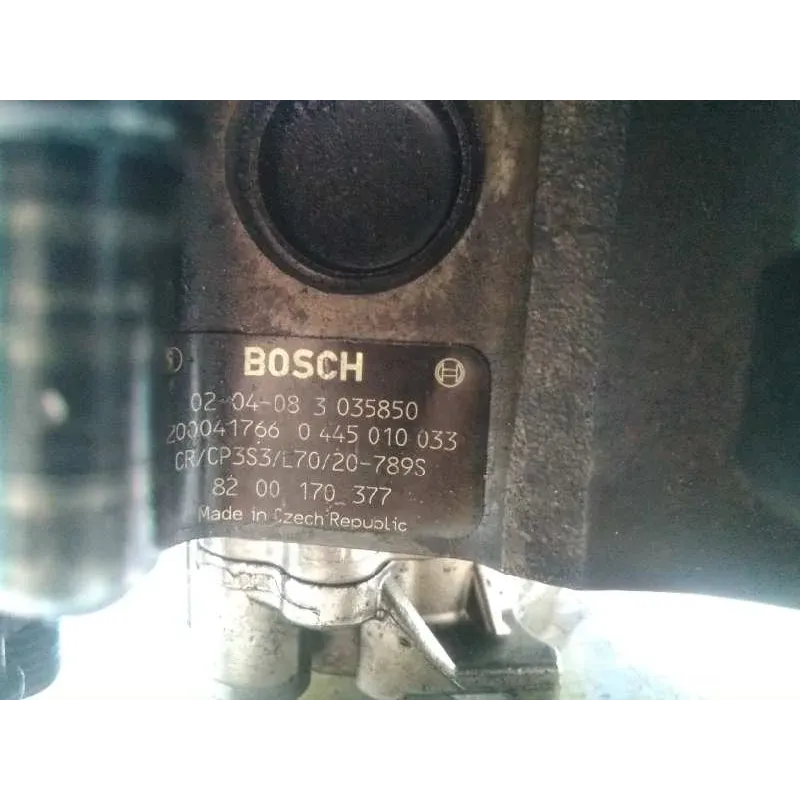 BOSCH
02-04-08 3 035850
200041766 0 445 010 033
CR/CP3S3/L70/20-789S
82 00 170 377
Made in Czech Republic